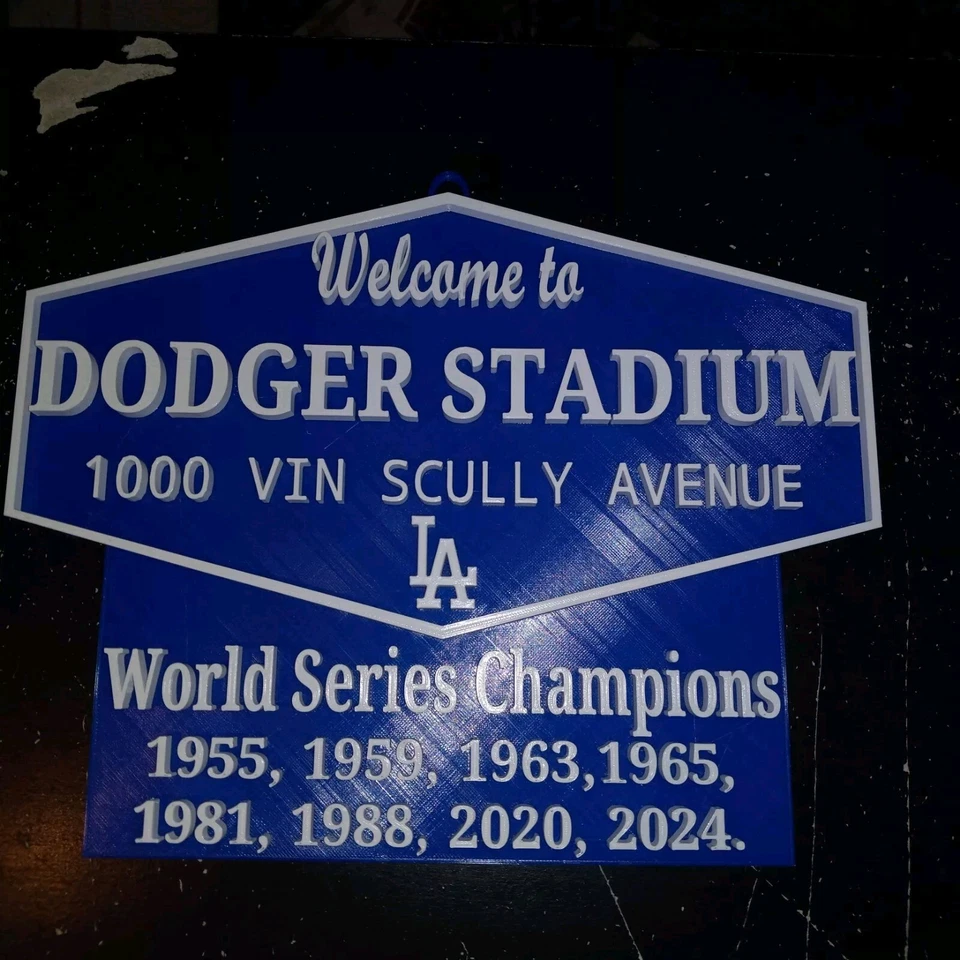 Welcome to
DODGER STADIUM
1000 VIN SCULLY AVENUE
LA
World Series Champions
1955, 1959, 1963,1965,
1981, 1988, 2020, 2024.